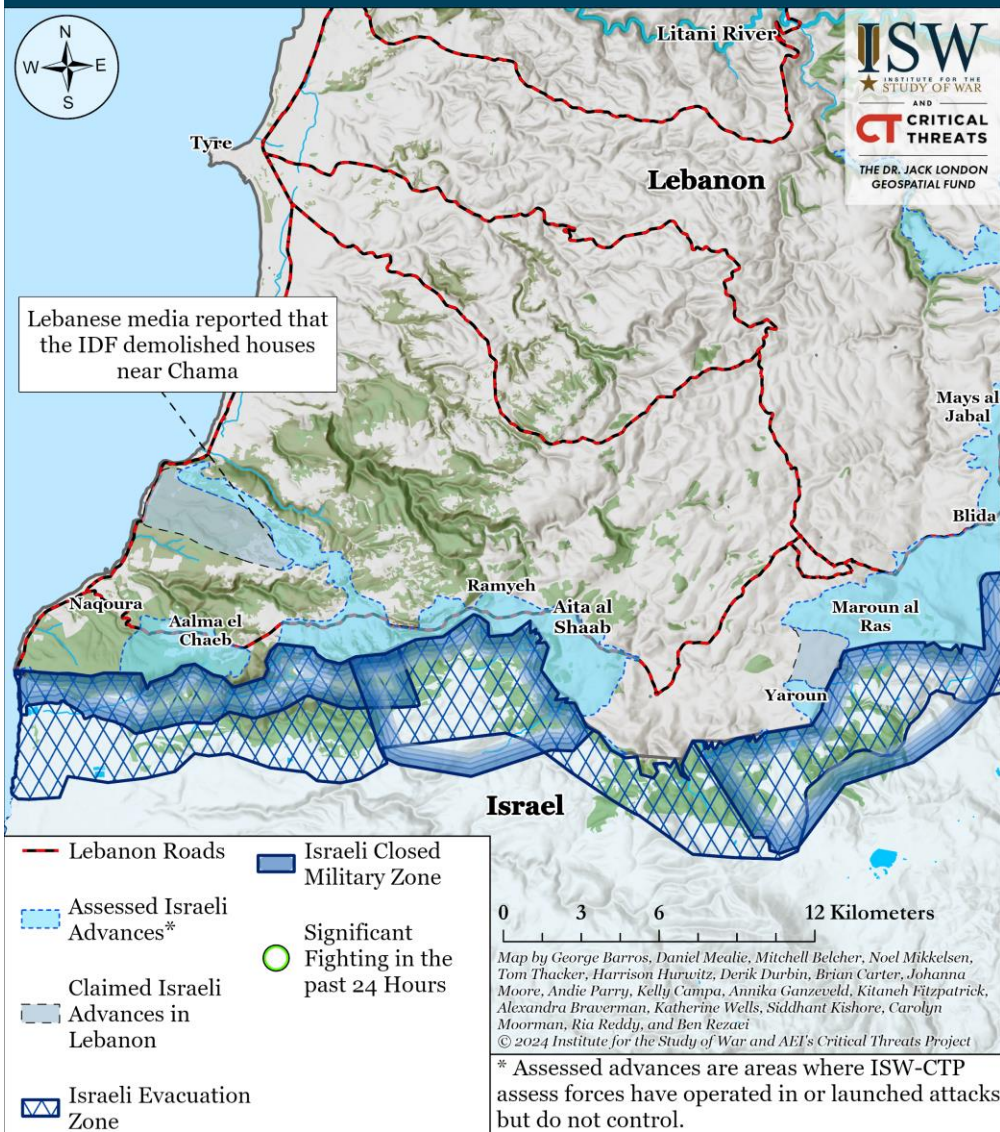 N
W
E
S
Litani River
ISW
INSTITUTE FOR THE
STUDY OF WAR
AND
CT CRITICAL
THREATS
THE DR. JACK LONDON
GEOSPATIAL FUND
Tyre
Lebanon
Lebanese media reported that
the IDF demolished houses
near Chama
Mays al
Jabal
Blida
Ramyeh
Naqoura
Aita al
Shaab
Maroun al
Ras
Aalma el
Chaeb
Yaroun
Israel
Lebanon Roads
Assessed Israeli
Advances*
Claimed Israeli
Advances in
Lebanon
Israeli Evacuation
Zone
Israeli Closed
Military Zone
Significant
Fighting in the
past 24 Hours
0 3 6 12 Kilometers
Map by George Barros, Daniel Mealie, Mitchell Belcher, Noel Mikkelsen,
Tom Thacker, Harrison Hurwitz, Derik Durbin, Brian Carter, Johanna
Moore, Andie Parry, Kelly Campa, Annika Ganzeveld, Kitaneh Fitzpatrick,
Alexandra Braverman, Katherine Wells, Siddhant Kishore, Carolyn
Moorman, Ria Reddy, and Ben Rezaei
© 2024 Institute for the Study of War and AEI's Critical Threats Project
* Assessed advances are areas where ISW-CTP
assess forces have operated in or launched attacks
but do not control.